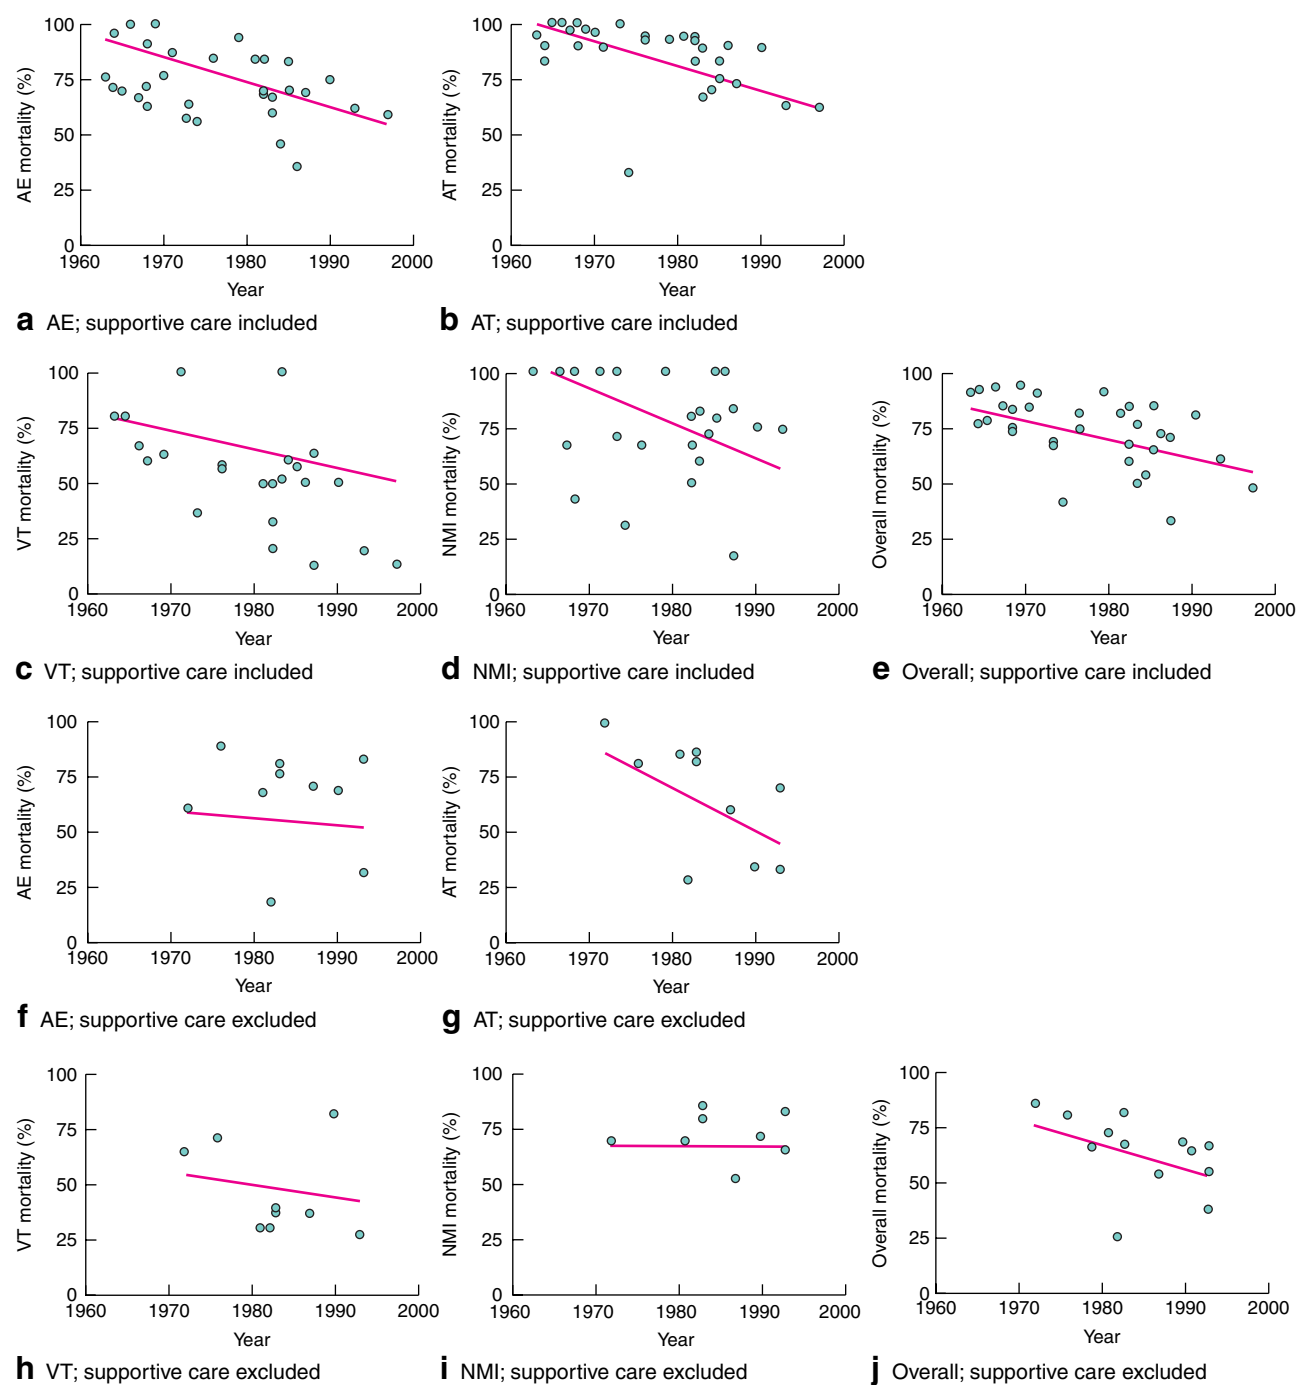 100
75
50
25
0
AE mortality (%)
1960 1970 1980 1990 2000
Year
a AE; supportive care included
100
75
50
25
0
AT mortality (%)
1960 1970 1980 1990 2000
Year
b AT; supportive care included
100
75
50
25
0
VT mortality (%)
1960 1970 1980 1990 2000
Year
c VT; supportive care included
100
75
50
25
0
NMI mortality (%)
1960 1970 1980 1990 2000
Year
d NMI; supportive care included
100
75
50
25
0
Overall mortality (%)
1960 1970 1980 1990 2000
Year
e Overall; supportive care included
100
75
50
25
0
AE mortality (%)
1960 1970 1980 1990 2000
Year
f AE; supportive care excluded
100
75
50
25
0
AT mortality (%)
1960 1970 1980 1990 2000
Year
g AT; supportive care excluded
100
75
50
25
0
VT mortality (%)
1960 1970 1980 1990 2000
Year
h VT; supportive care excluded
100
75
50
25
0
NMI mortality (%)
1960 1970 1980 1990 2000
Year
i NMI; supportive care excluded
100
75
50
25
0
Overall mortality (%)
1960 1970 1980 1990 2000
Year
j Overall; supportive care excluded